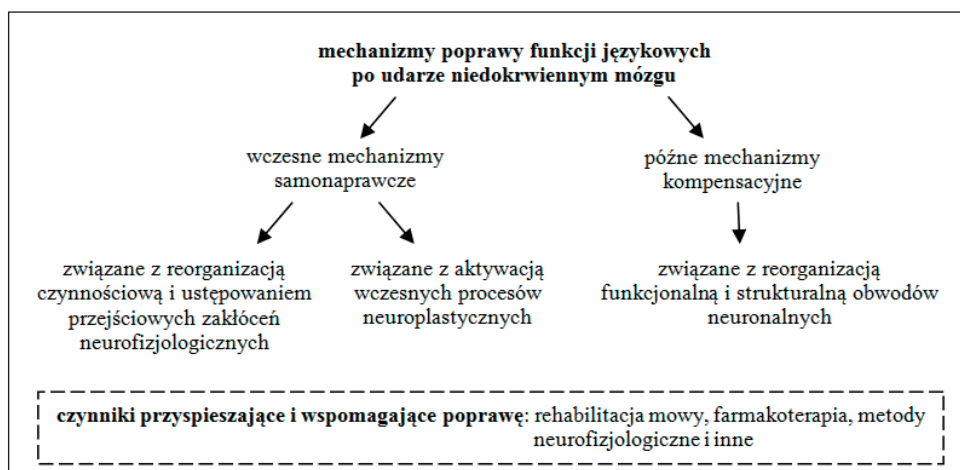 mechanizmy poprawy funkcji językowych
po udarze niedokrwiennym mózgu
wczesne mechanizmy
samonaprawcze
późne mechanizmy
kompensacyjne
związane z reorganizacją
czynnościową i ustępowaniem
przejściowych zakłóceń
neurofizjologicznych
związane z aktywacją
wczesnych procesów
neuroplastycznych
związane z reorganizacją
funkcjonalną i strukturalną obwodów
neuronalnych
czynniki przyspieszające i wspomagające poprawę: rehabilitacja mowy, farmakoterapia, metody
neurofizjologiczne i inne